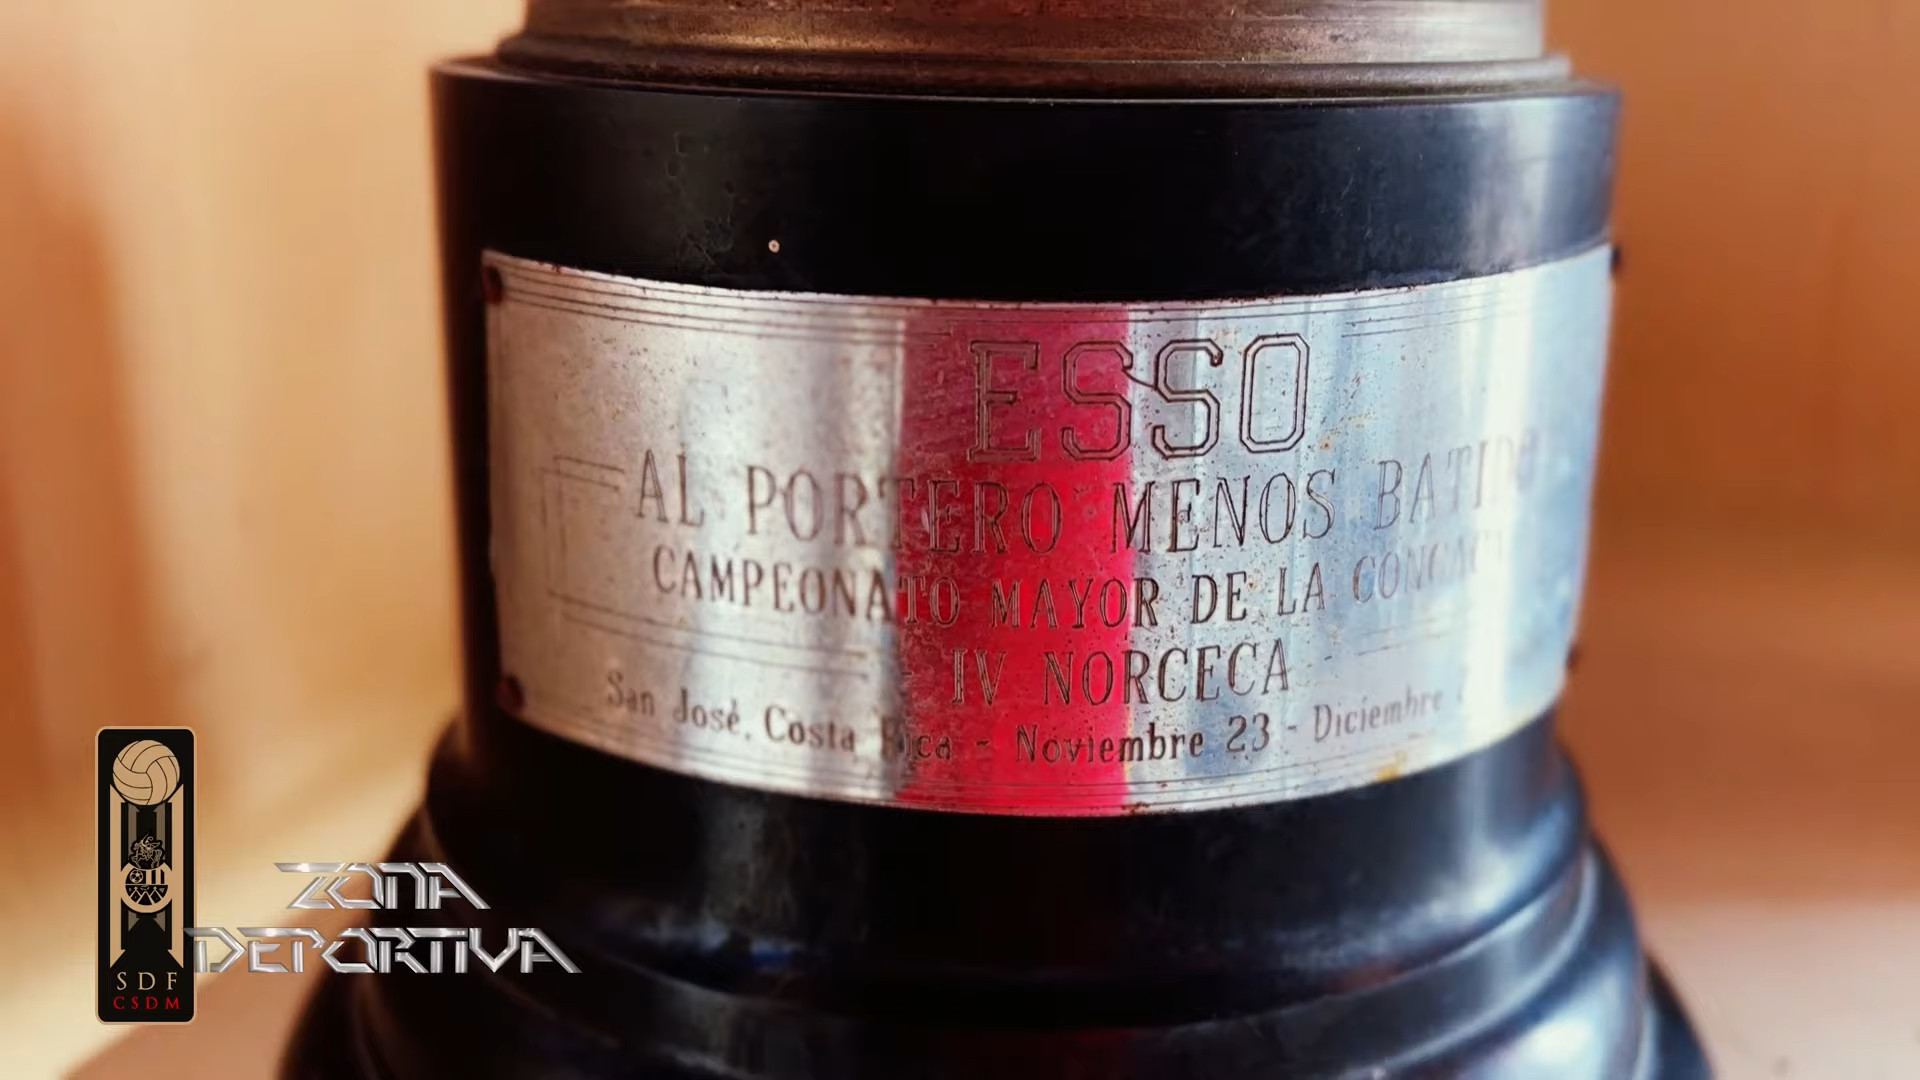 ESSO
AL PORTERO MENOS BATIDO
CAMPEONATO MAYOR DE LA
IV NORCECA
San José, Costa Rica - Noviembre 23 - Diciembre
SDF
CSDM
ZONA
DEPORTIVA